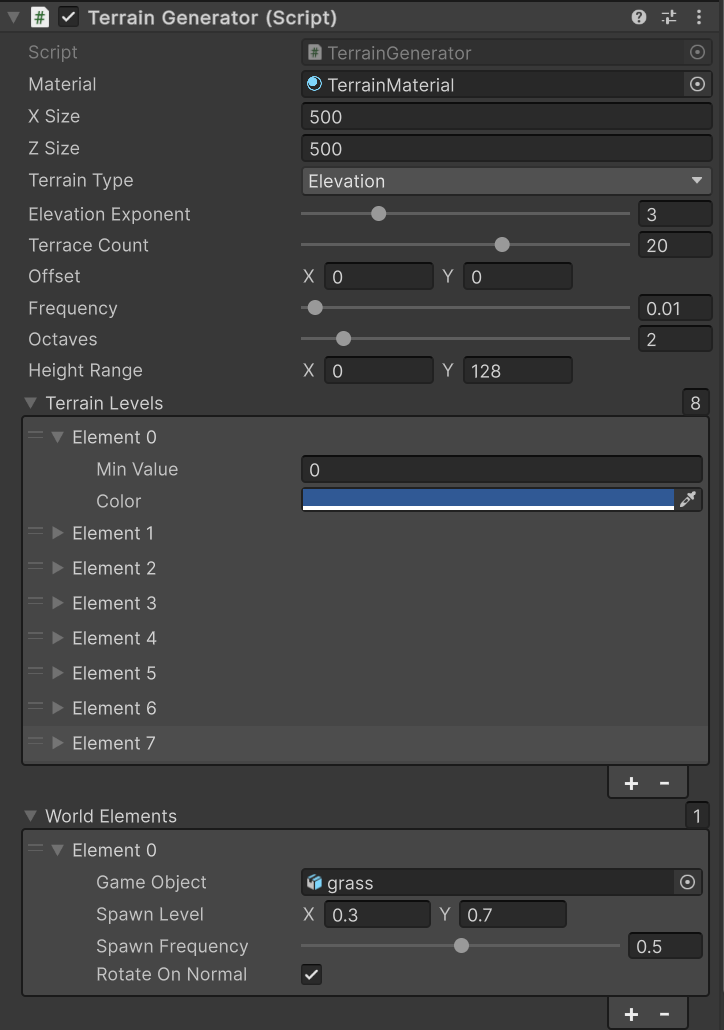 Terrain Generator (Script)
Script TerrainGenerator
Material TerrainMaterial
X Size 500
Z Size 500
Terrain Type Elevation
Elevation Exponent 3
Terrace Count 20
Offset X 0 Y 0
Frequency 0.01
Octaves 2
Height Range X 0 Y 128
Terrain Levels 8
Element 0
Min Value 0
Color
Element 1
Element 2
Element 3
Element 4
Element 5
Element 6
Element 7
+ -
World Elements 1
Element 0
Game Object grass
Spawn Level X 0.3 Y 0.7
Spawn Frequency 0.5
Rotate On Normal
+ -